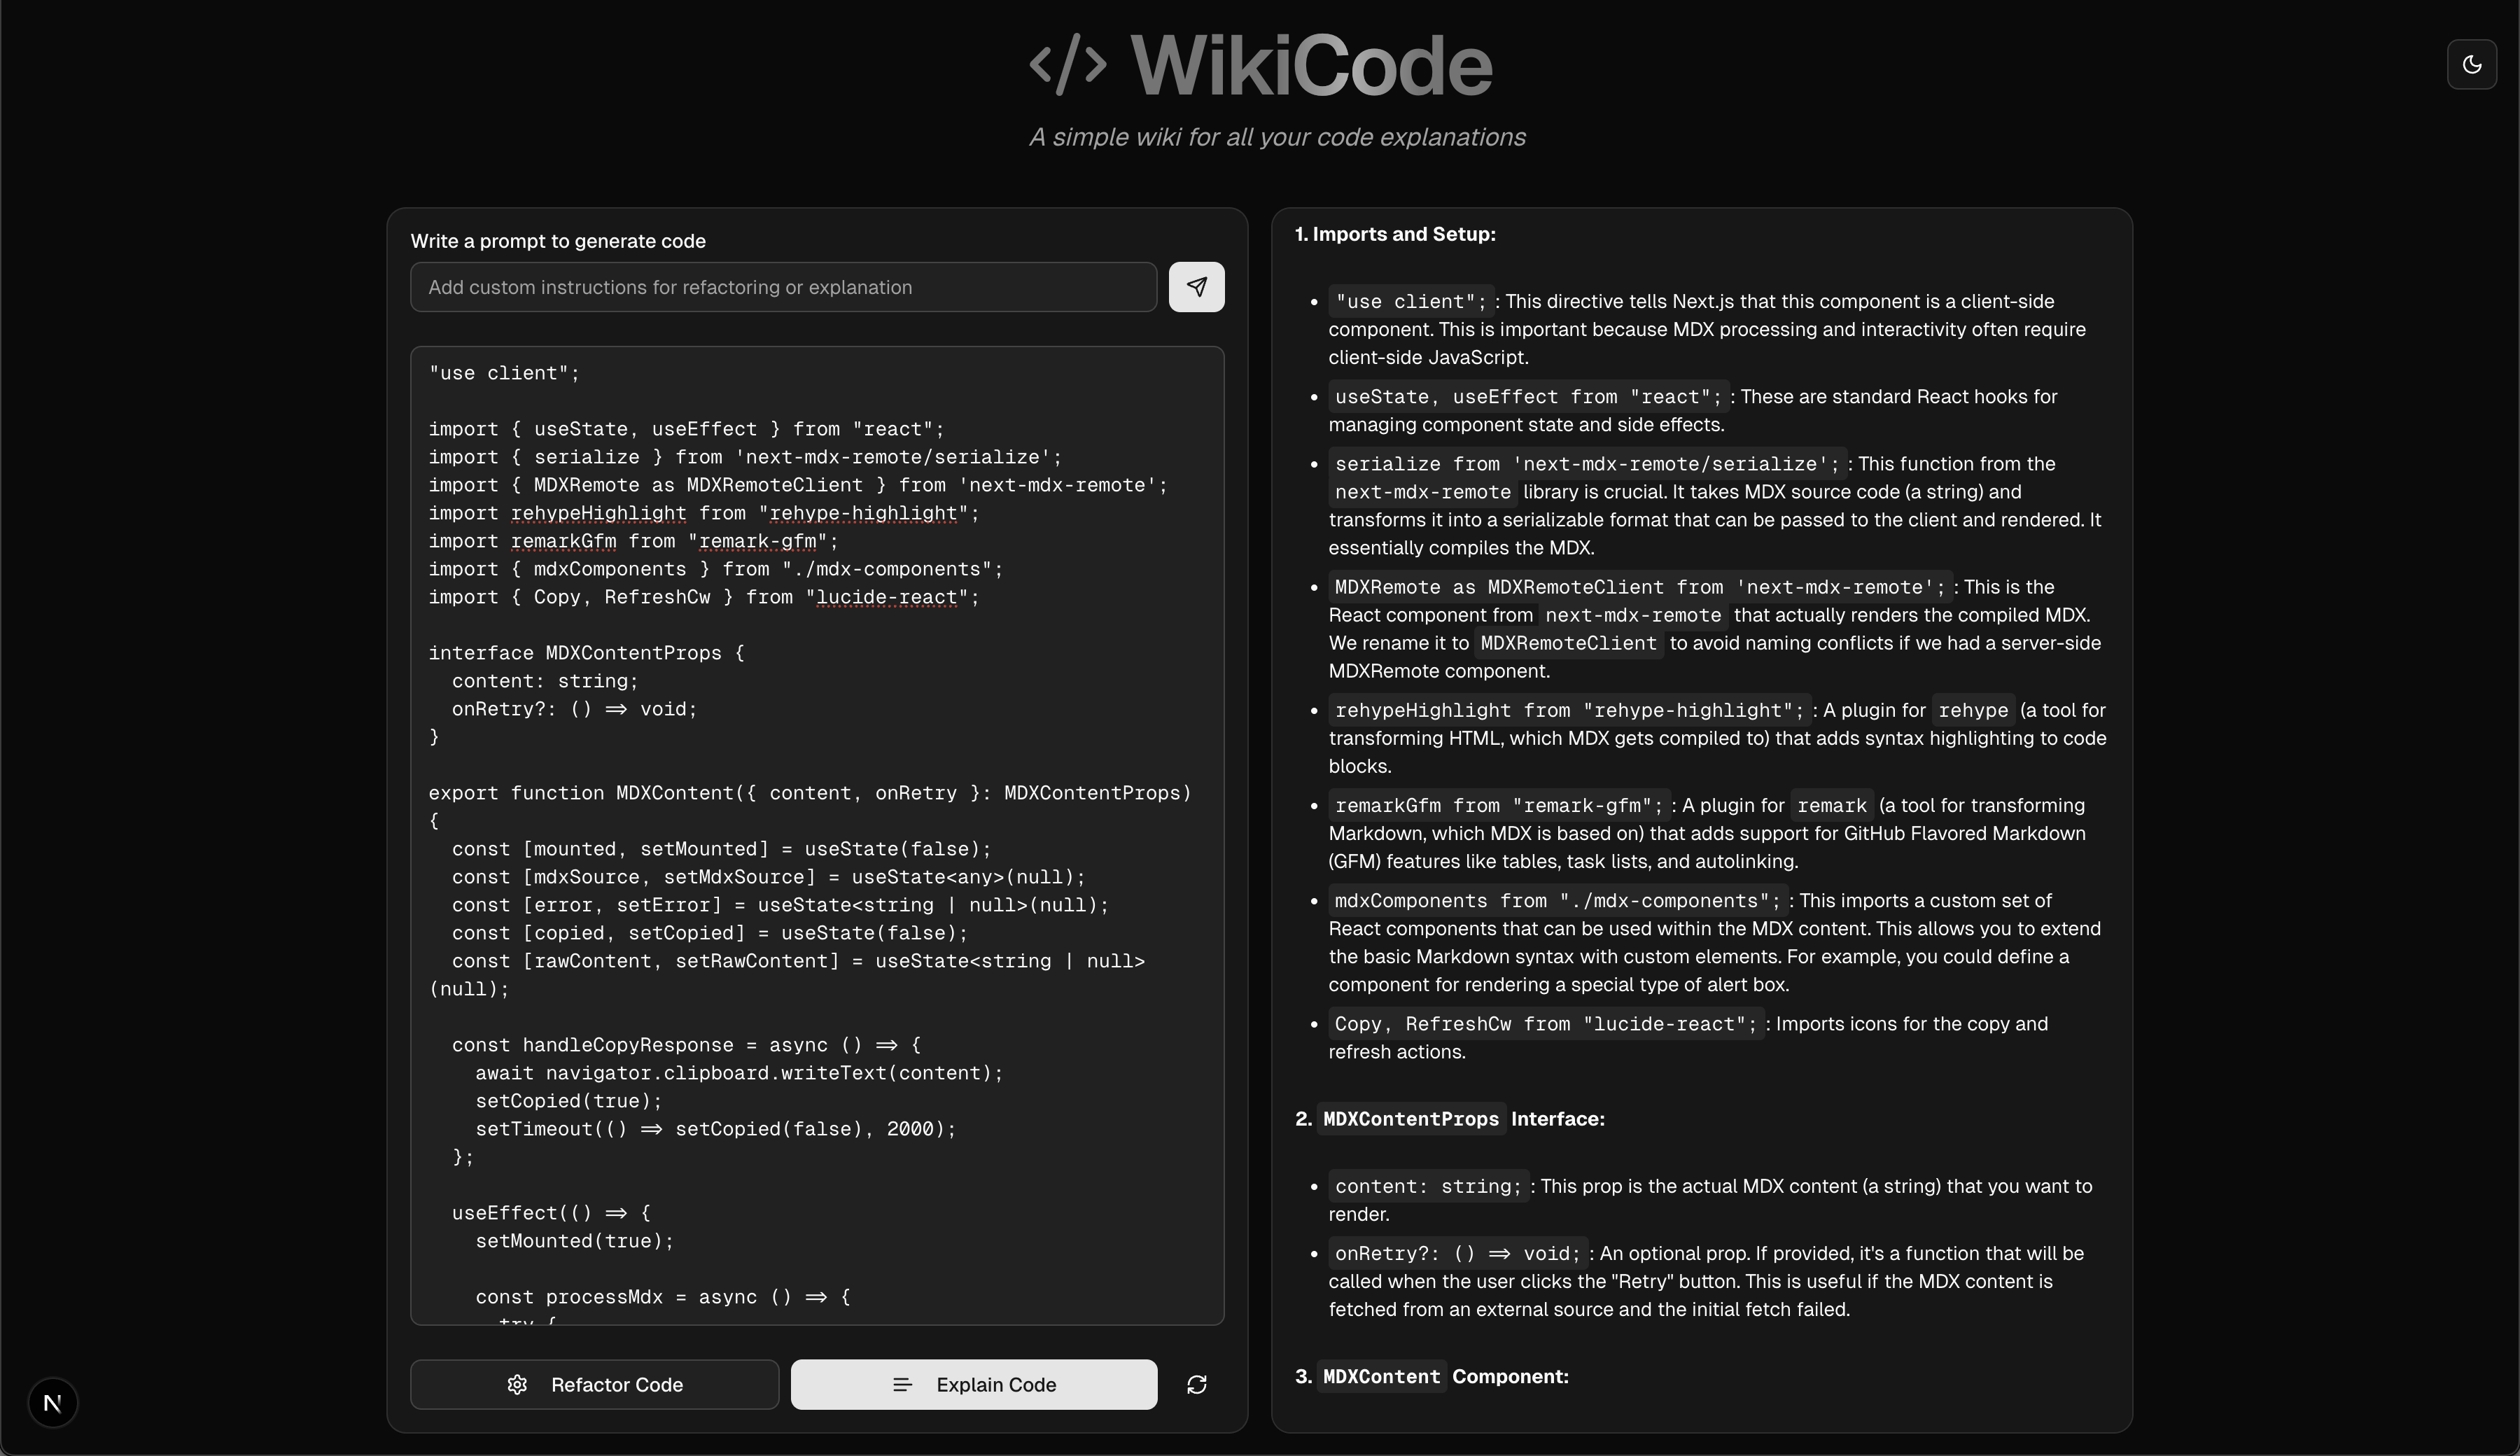 </> WikiCode
A simple wiki for all your code explanations
Write a prompt to generate code
Add custom instructions for refactoring or explanation
"use client";
import { useState, useEffect } from "react";
import { serialize } from 'next-mdx-remote/serialize';
import { MDXRemote as MDXRemoteClient } from 'next-mdx-remote';
import rehypeHighlight from "rehype-highlight";
import remarkGfm from "remark-gfm";
import { mdxComponents } from "./mdx-components";
import { Copy, RefreshCw } from "lucide-react";
interface MDXContentProps {
content: string;
onRetry?: () => void;
}
export function MDXContent({ content, onRetry }: MDXContentProps)
{
const [mounted, setMounted] = useState(false);
const [mdxSource, setMdxSource] = useState<any>(null);
const [error, setError] = useState<string | null>(null);
const [copied, setCopied] = useState(false);
const [rawContent, setRawContent] = useState<string | null>
(null);
const handleCopyResponse = async () => {
await navigator.clipboard.writeText(content);
setCopied(true);
setTimeout(() => setCopied(false), 2000);
};
useEffect(() => {
setMounted(true);
const processMdx = async () => {
try {
Refactor Code
Explain Code
N
1. Imports and Setup:
• "use client"; : This directive tells Next.js that this component is a client-side
component. This is important because MDX processing and interactivity often require
client-side JavaScript.
• useState, useEffect from "react"; : These are standard React hooks for
managing component state and side effects.
• serialize from 'next-mdx-remote/serialize'; : This function from the
next-mdx-remote library is crucial. It takes MDX source code (a string) and
transforms it into a serializable format that can be passed to the client and rendered. It
essentially compiles the MDX.
• MDXRemote as MDXRemoteClient from 'next-mdx-remote'; : This is the
React component from next-mdx-remote that actually renders the compiled MDX.
We rename it to MDXRemoteClient to avoid naming conflicts if we had a server-side
MDXRemote component.
• rehypeHighlight from "rehype-highlight"; : A plugin for rehype (a tool for
transforming HTML, which MDX gets compiled to) that adds syntax highlighting to code
blocks.
• remarkGfm from "remark-gfm"; : A plugin for remark (a tool for transforming
Markdown, which MDX is based on) that adds support for GitHub Flavored Markdown
(GFM) features like tables, task lists, and autolinking.
• mdxComponents from "./mdx-components"; : This imports a custom set of
React components that can be used within the MDX content. This allows you to extend
the basic Markdown syntax with custom elements. For example, you could define a
component for rendering a special type of alert box.
• Copy, RefreshCw from "lucide-react"; : Imports icons for the copy and
refresh actions.
2. MDXContentProps Interface:
• content: string; : This prop is the actual MDX content (a string) that you want to
render.
• onRetry?: () => void; : An optional prop. If provided, it's a function that will be
called when the user clicks the "Retry" button. This is useful if the MDX content is
fetched from an external source and the initial fetch failed.
3. MDXContent Component: